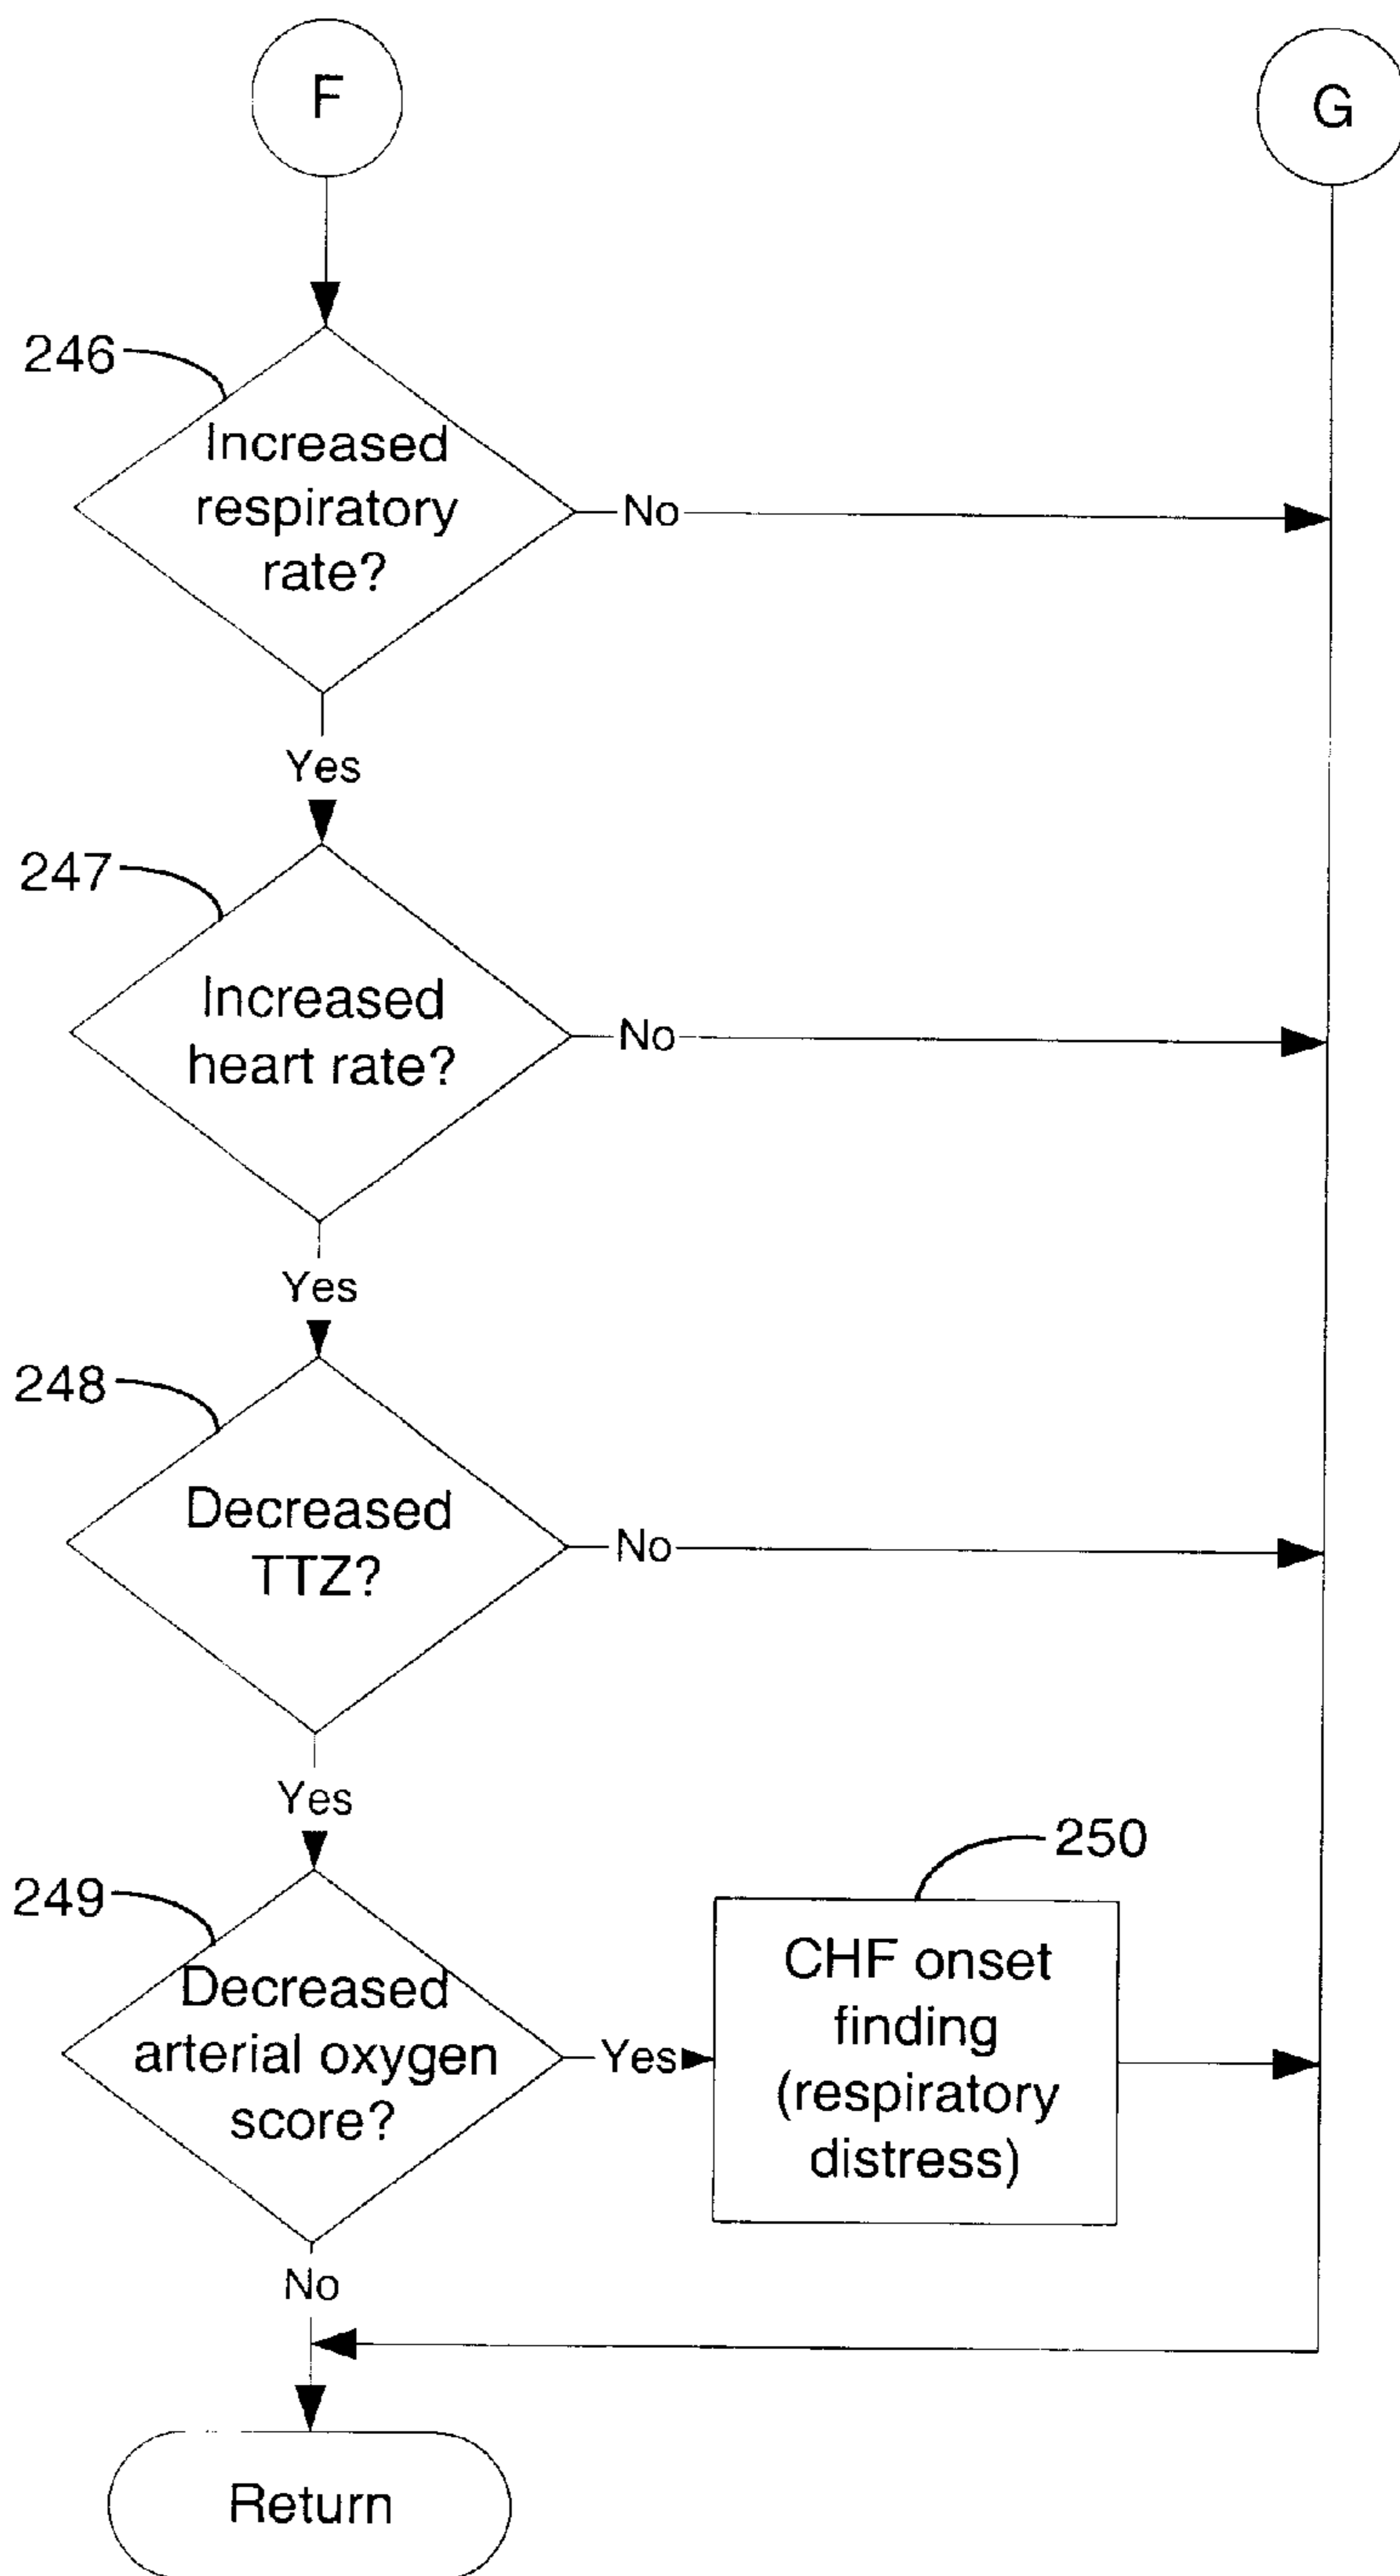 F
G
246
Increased
respiratory
rate?
No
Yes
247
Increased
heart rate?
No
Yes
248
Decreased
TTZ?
No
Yes
249
Decreased
arterial oxygen
score?
Yes
250
CHF onset
finding
(respiratory
distress)
No
Return